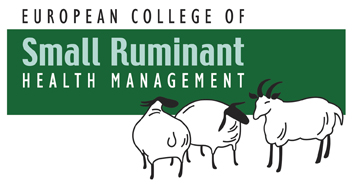 EUROPEAN COLLEGE OF
Small Ruminant
HEALTH MANAGEMENT